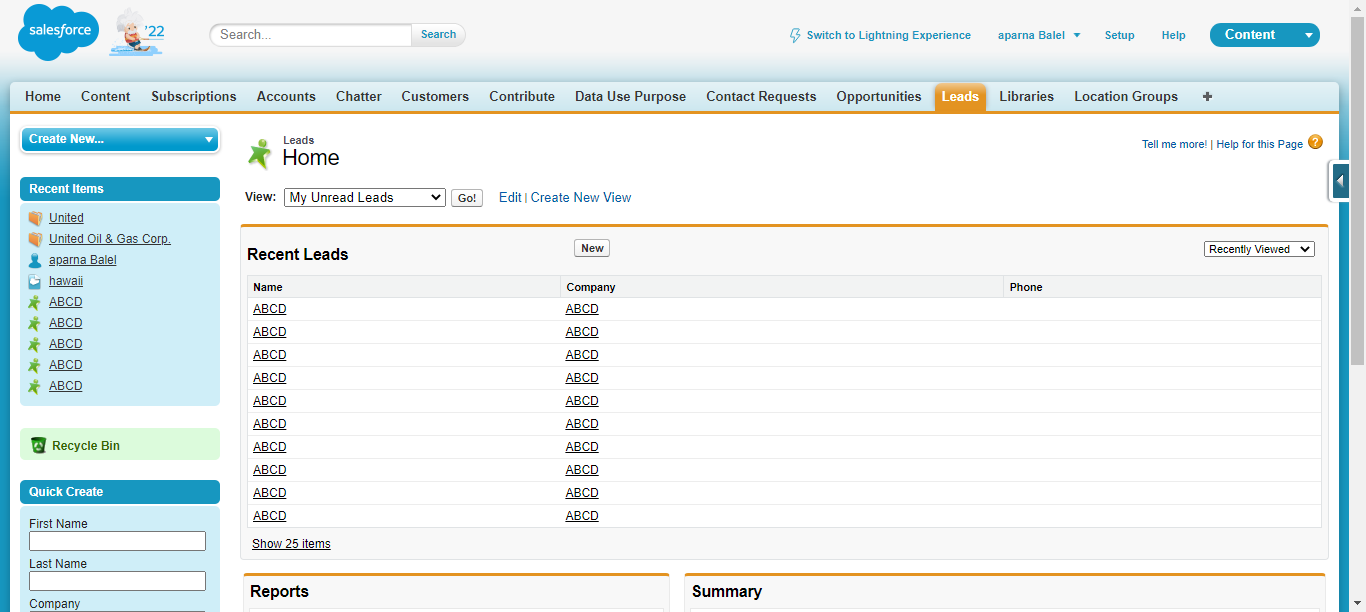 salesforce
'22
Search...
Search
Switch to Lightning Experience
aparna Balel
Setup
Help
Content
Home Content Subscriptions Accounts Chatter Customers Contribute Data Use Purpose Contact Requests Opportunities Leads Libraries Location Groups +
Create New...
Recent Items
United
United Oil & Gas Corp.
aparna Balel
hawaii
ABCD
ABCD
ABCD
ABCD
ABCD
Recycle Bin
Quick Create
First Name
Last Name
Company
Leads
Home
Tell me more! | Help for this Page ?
View: My Unread Leads Go! Edit | Create New View
Recent Leads New Recently Viewed
Name Company Phone
ABCD ABCD
ABCD ABCD
ABCD ABCD
ABCD ABCD
ABCD ABCD
ABCD ABCD
ABCD ABCD
ABCD ABCD
ABCD ABCD
ABCD ABCD
Show 25 items
Reports
Summary